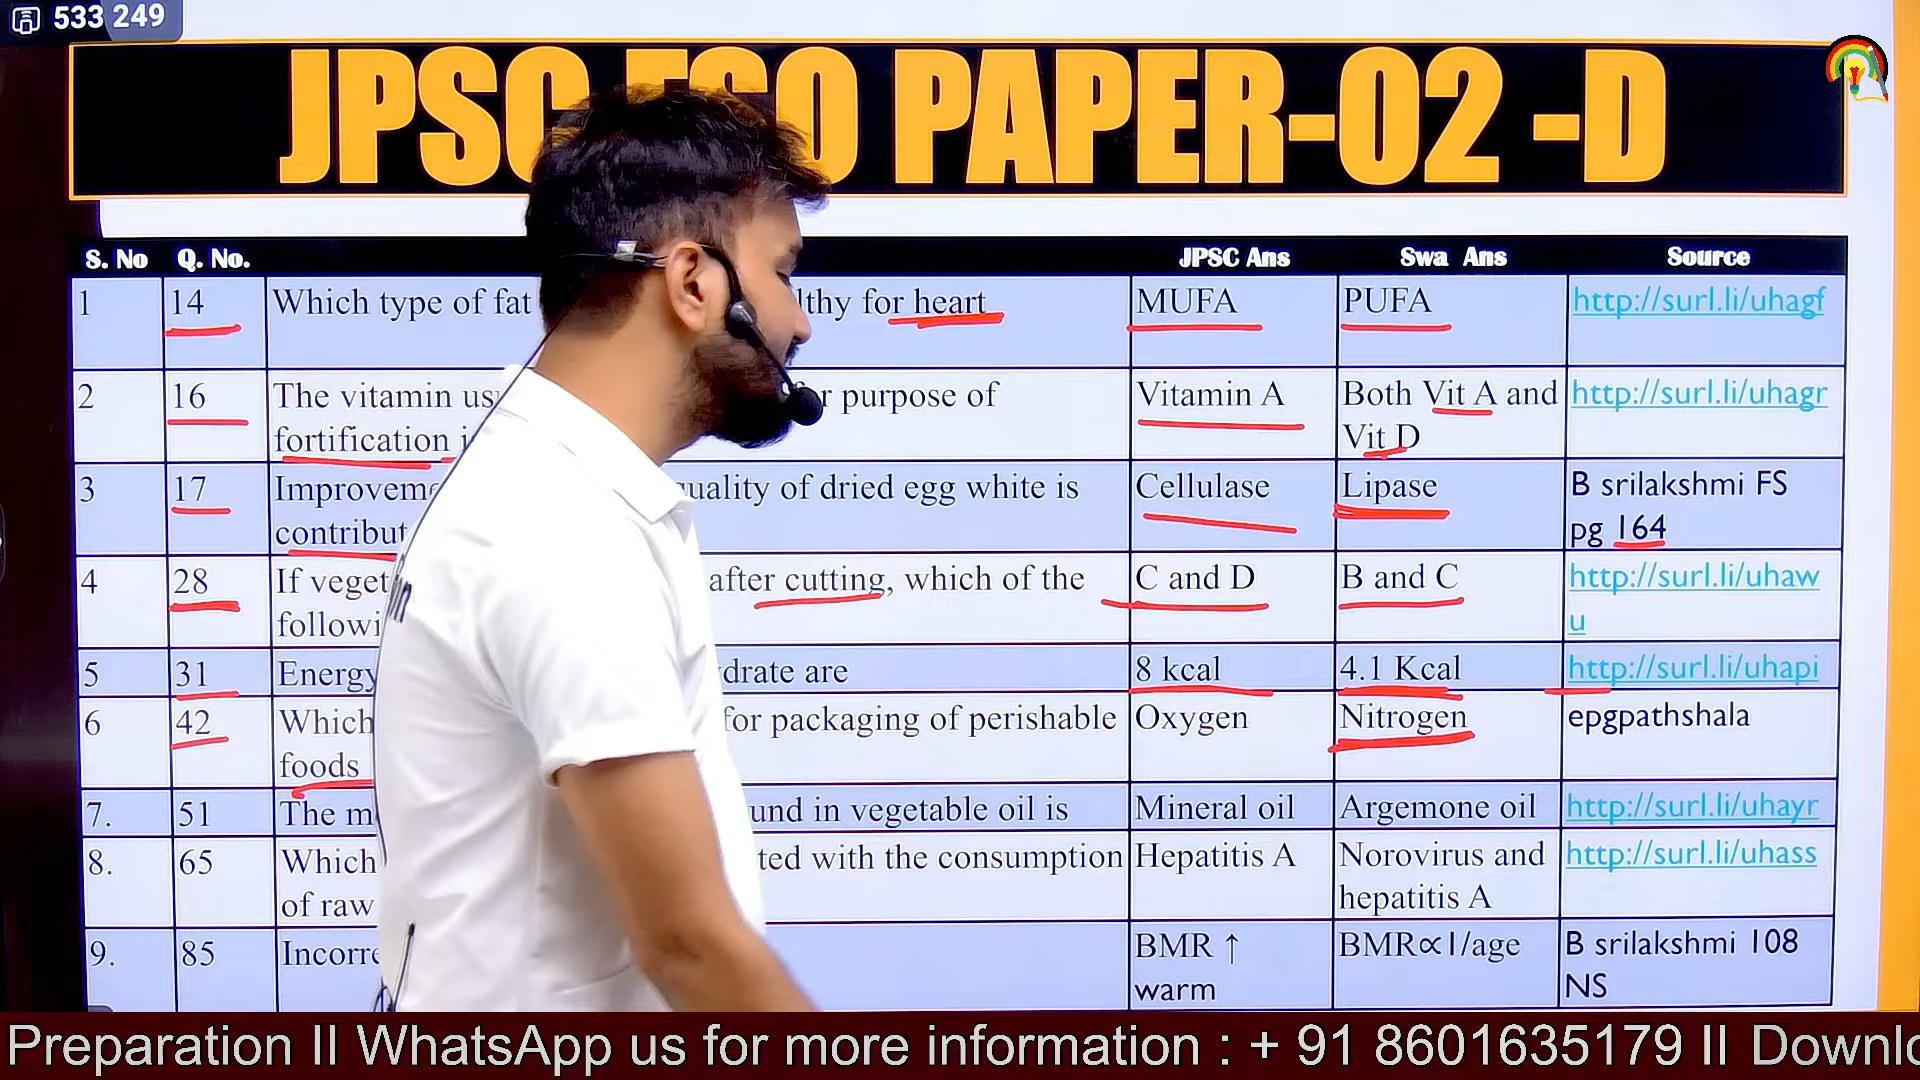 533 249
JPSC FSO PAPER-02 -D
S. No Q. No. JPSC Ans Swa Ans Source
1 14 Which type of fat lthy for heart MUFA PUFA http://surl.li/uhagf
2 16 The vitamin us r purpose of Vitamin A Both Vit A and http://surl.li/uhagr
fortification i Vit D
3 17 Improveme quality of dried egg white is Cellulase Lipase B srilakshmi FS
contribut pg 164
4 28 If veget after cutting, which of the C and D B and C http://surl.li/uhaw
followi u
5 31 Energy drate are 8 kcal 4.1 Kcal http://surl.li/uhapi
6 42 Which for packaging of perishable Oxygen Nitrogen epgpathshala
foods
7. 51 The m und in vegetable oil is Mineral oil Argemone oil http://surl.li/uhayr
8. 65 Which ted with the consumption Hepatitis A Norovirus and http://surl.li/uhass
of raw hepatitis A
9. 85 Incorre BMR ↑ BMR∝1/age B srilakshmi 108
warm NS
Preparation II WhatsApp us for more information : + 91 8601635179 II Downlo